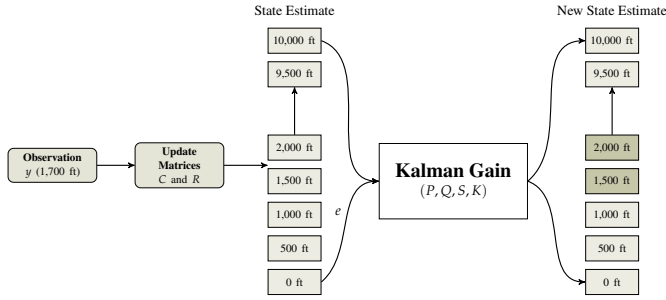 State Estimate
New State Estimate
10,000 ft
9,500 ft
2,000 ft
1,500 ft
1,000 ft
500 ft
0 ft
Observation
y (1,700 ft)
Update
Matrices
C and R
e
Kalman Gain
(P, Q, S, K)
10,000 ft
9,500 ft
2,000 ft
1,500 ft
1,000 ft
500 ft
0 ft